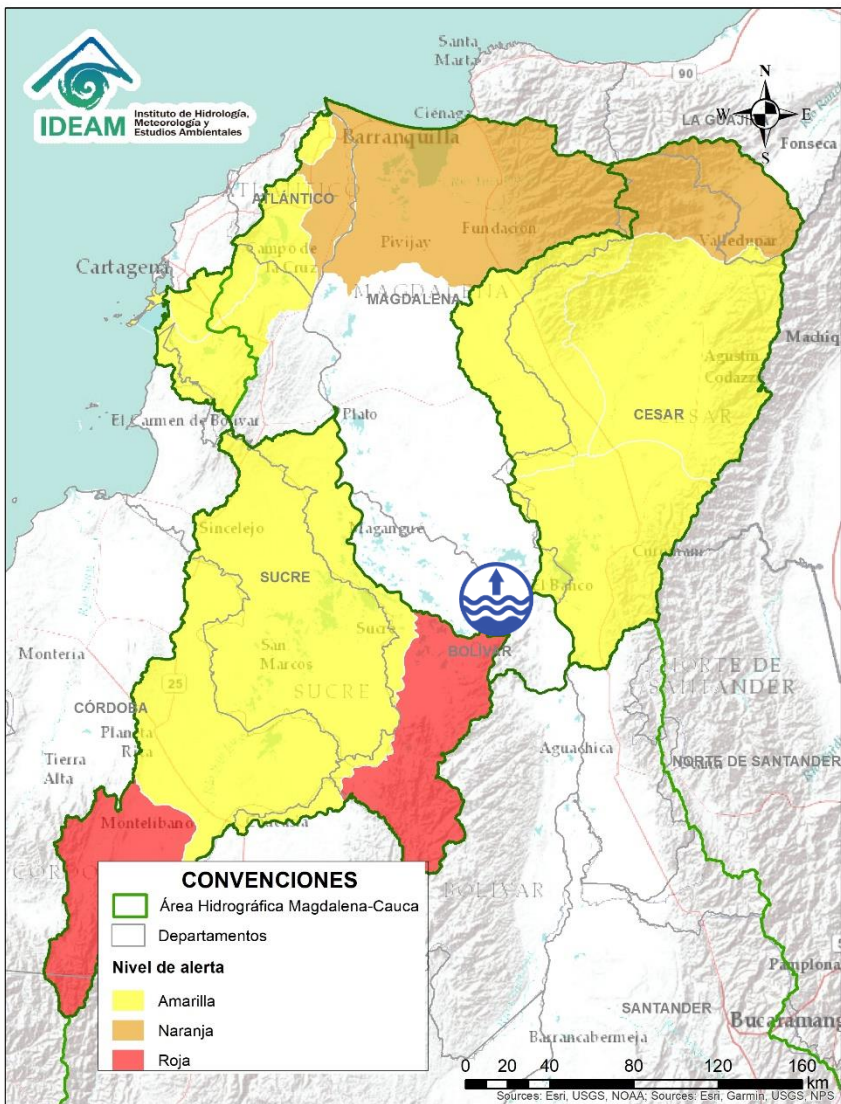 IDEAM
Instituto de Hidrología,
Meteorología y
Estudios Ambientales
Santa
Marta
90
N
W
E
S
Ciénaga
LA GUAJIRA
Fonseca
Barranquilla
ATLÁNTICO
Pivijay
Fundación
Valledupar
Campo de
la Cruz
Cartagena
MAGDALENA
Agustín
Codazzi
CESAR
El Carmen de Bolívar
Plato
Sincelejo
Magangué
SUCRE
El Banco
Sucre
San
Marcos
BOLÍVAR
Montería
SUCRE
25
NORTE DE
SANTANDER
CÓRDOBA
Planeta
Rica
Tierra
Alta
Aguachica
NORTE DE SANTANDER
Montelíbano
BOLÍVAR
Pamplona
SANTANDER
Bucaramang
Barrancabermeja
CONVENCIONES
Área Hidrográfica Magdalena-Cauca
Departamentos
Nivel de alerta
Amarilla
Naranja
Roja
0 20 40 80 120 160
km
Sources: Esri, USGS, NOAA; Sources: Esri, Garmin, USGS, NPS